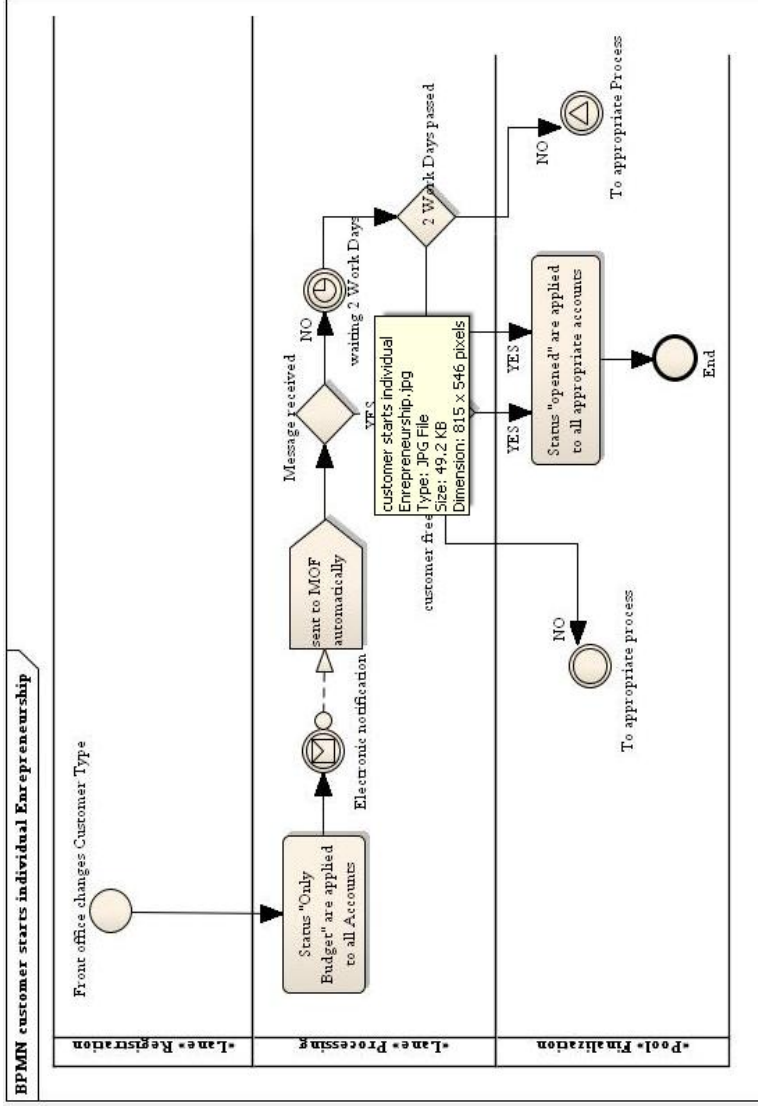 BPMN customer starts individual Enrepreneurship
*Lane* Registration
Front office changes Customer Type
*Lane* Processing
Status "Only
Budget" are applied
to all Accounts
Electronic notification
sent to MOF
automatically
Message received
NO
YES
waiting 2 Work Days
2 Work Days passed
customer free
customer starts individual
Enrepreneurship.jpg
Type: JPG File
Size: 49.2 KB
Dimension: 815 x 546 pixels
*Pool* Finalization
NO
To appropriate process
YES
YES
Status "opened" are applied
to all appropriate accounts
End
NO
To appropriate Process